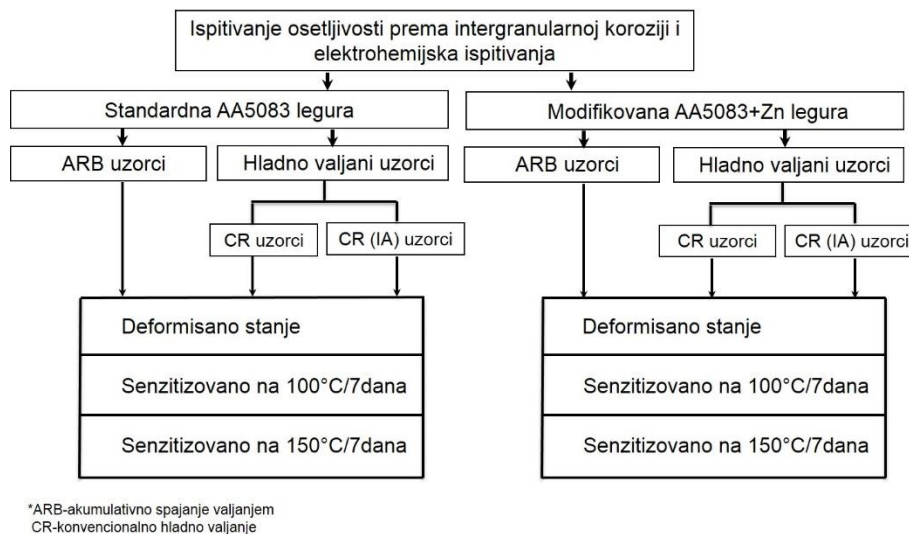 Ispitivanje osetljivosti prema intergranularnoj koroziji i
elektrohemijska ispitivanja
Standardna AA5083 legura
Modifikovana AA5083+Zn legura
ARB uzorci
Hladno valjani uzorci
ARB uzorci
Hladno valjani uzorci
CR uzorci
CR (IA) uzorci
CR uzorci
CR (IA) uzorci
Deformisano stanje
Senzitizovano na 100°C/7dana
Senzitizovano na 150°C/7dana
Deformisano stanje
Senzitizovano na 100°C/7dana
Senzitizovano na 150°C/7dana
*ARB-akumulativno spajanje valjanjem
CR-konvencionalno hladno valjanje